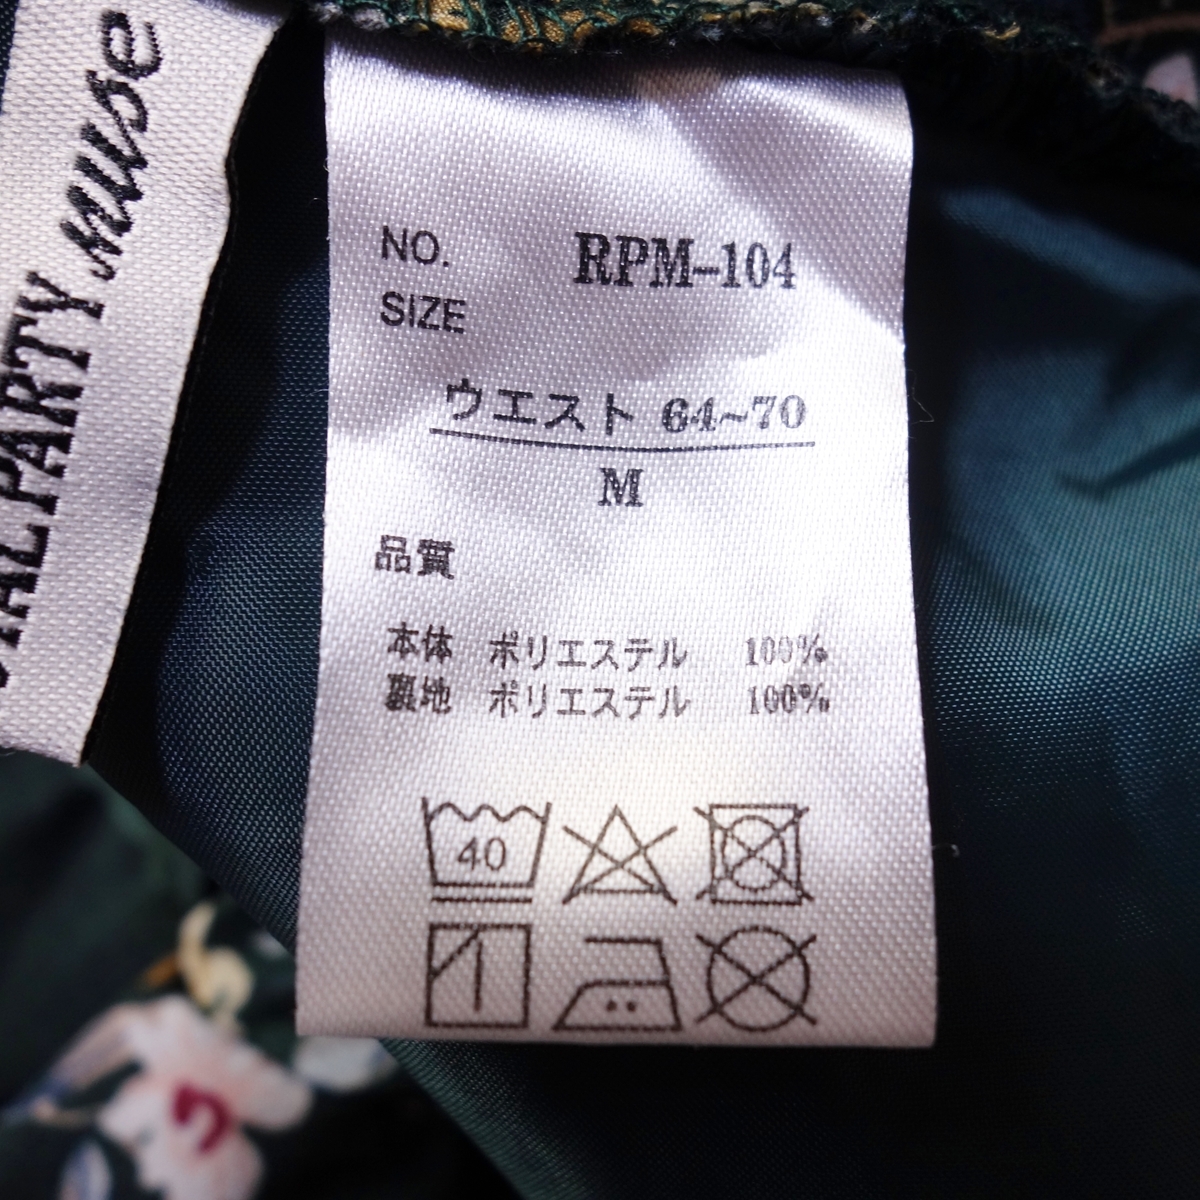 PARTY muse
NO. RPM-104
SIZE
ウエスト 64~70
M
品質
本体 ポリエステル 100%
裏地 ポリエステル 100%
40